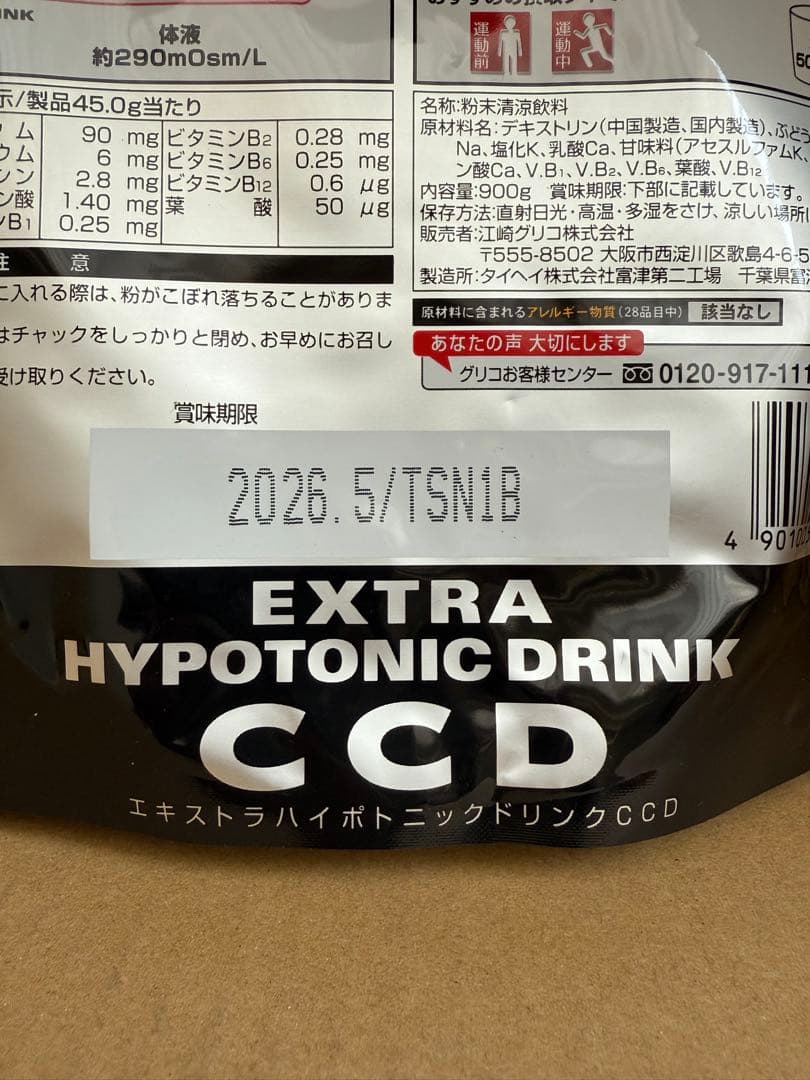 INK
体液
約290mOsm/L
運動前
運動中
示/製品45.0g当たり
ム 90 mg ビタミンB2 0.28 mg
ウム 6 mg ビタミンB6 0.25 mg
シン 2.8 mg ビタミンB12 0.6 μg
ン酸 1.40 mg 葉酸 50 μg
ンB1 0.25 mg
注意
に入れる際は、粉がこぼれ落ちることがありま
はチャックをしっかりと閉め、お早めにお召し
受け取りください。
名称:粉末清涼飲料
原材料名:デキストリン(中国製造、国内製造)、ぶどう
Na、塩化K、乳酸Ca、甘味料(アセスルファムK、
ン酸Ca、V.B1、V.B2、V.B6、葉酸、V.B12
内容量:900g 賞味期限:下部に記載しています。
保存方法:直射日光・高温・多湿をさけ、涼しい場所
販売者:江崎グリコ株式会社
〒555-8502 大阪市西淀川区歌島4-6-5
製造所:タイヘイ株式会社富津第二工場 千葉県富津
原材料に含まれるアレルギー物質(28品目中) 該当なし
あなたの声 大切にします
グリコお客様センター 0120-917-111
賞味期限
2026.5/TSN1B
4 9010
EXTRA
HYPOTONIC DRINK
CCD
エキストラハイポトニックドリンクCCD